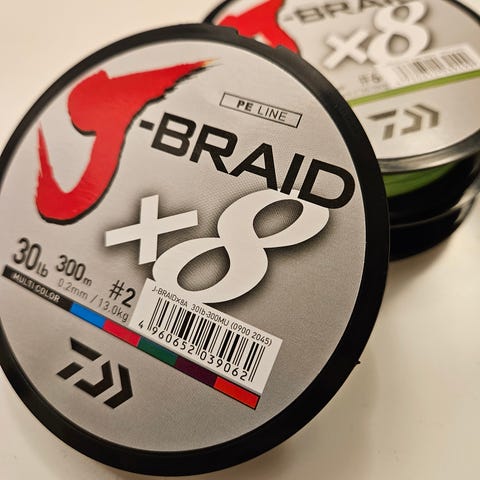 PE LINE
J-BRAID
x8
30lb 300m #2
0.2mm / 13.0kg
MULTI COLOR
J-BRAIDx8A 30lb-300MU (0900 2045)
4 960652 039062
J-BRAID
x8
#6